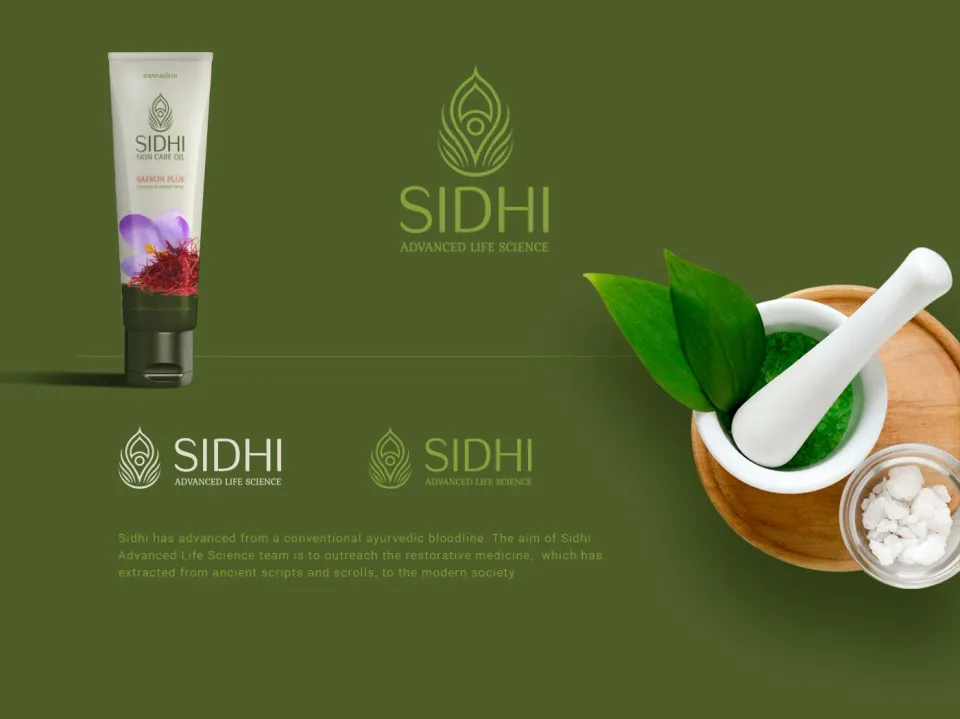 SIDHI
SKIN CARE OIL
SAFFRON PLUS
SIDHI
ADVANCED LIFE SCIENCE
SIDHI
ADVANCED LIFE SCIENCE
SIDHI
ADVANCED LIFE SCIENCE
Sidhi has advanced from a conventional ayurvedic bloodline. The aim of Sidhi
Advanced Life Science team is to outreach the restorative medicine, which has
extracted from ancient scripts and scrolls, to the modern society